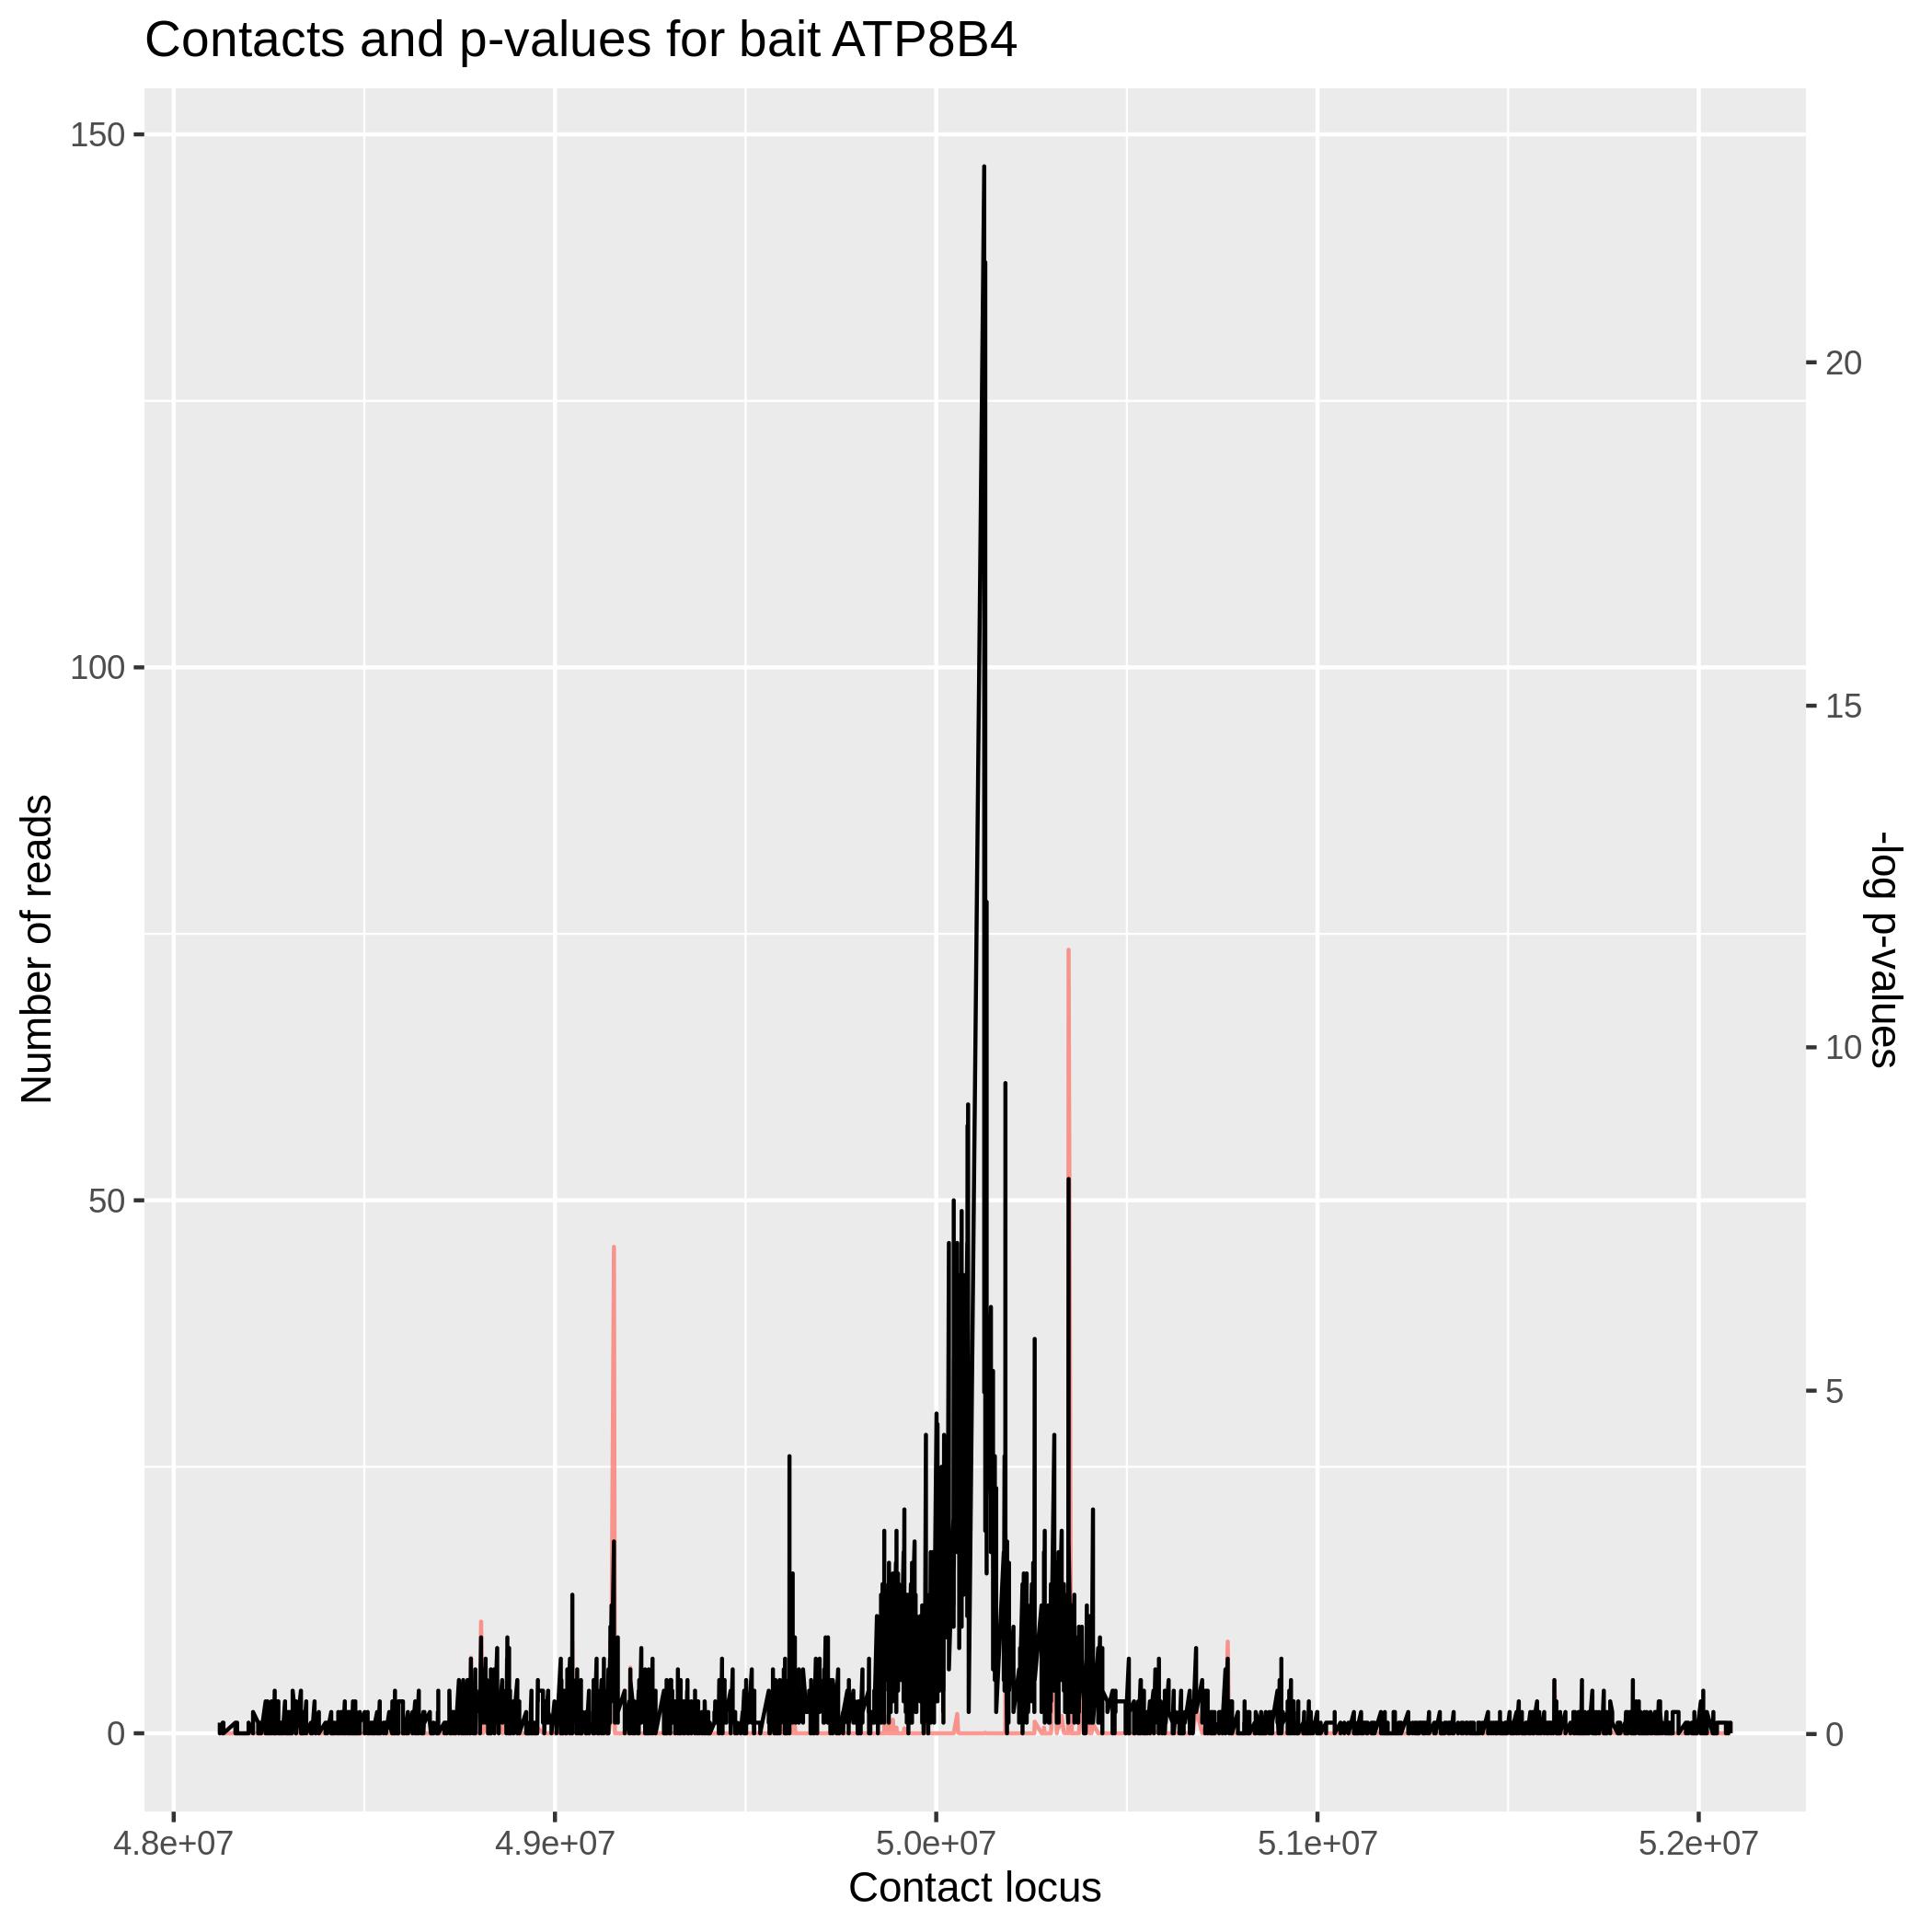 Contacts and p-values for bait ATP8B4
150
100
50
0
Number of reads
20
15
10
5
0
-log p-values
4.8e+07
4.9e+07
5.0e+07
5.1e+07
5.2e+07
Contact locus